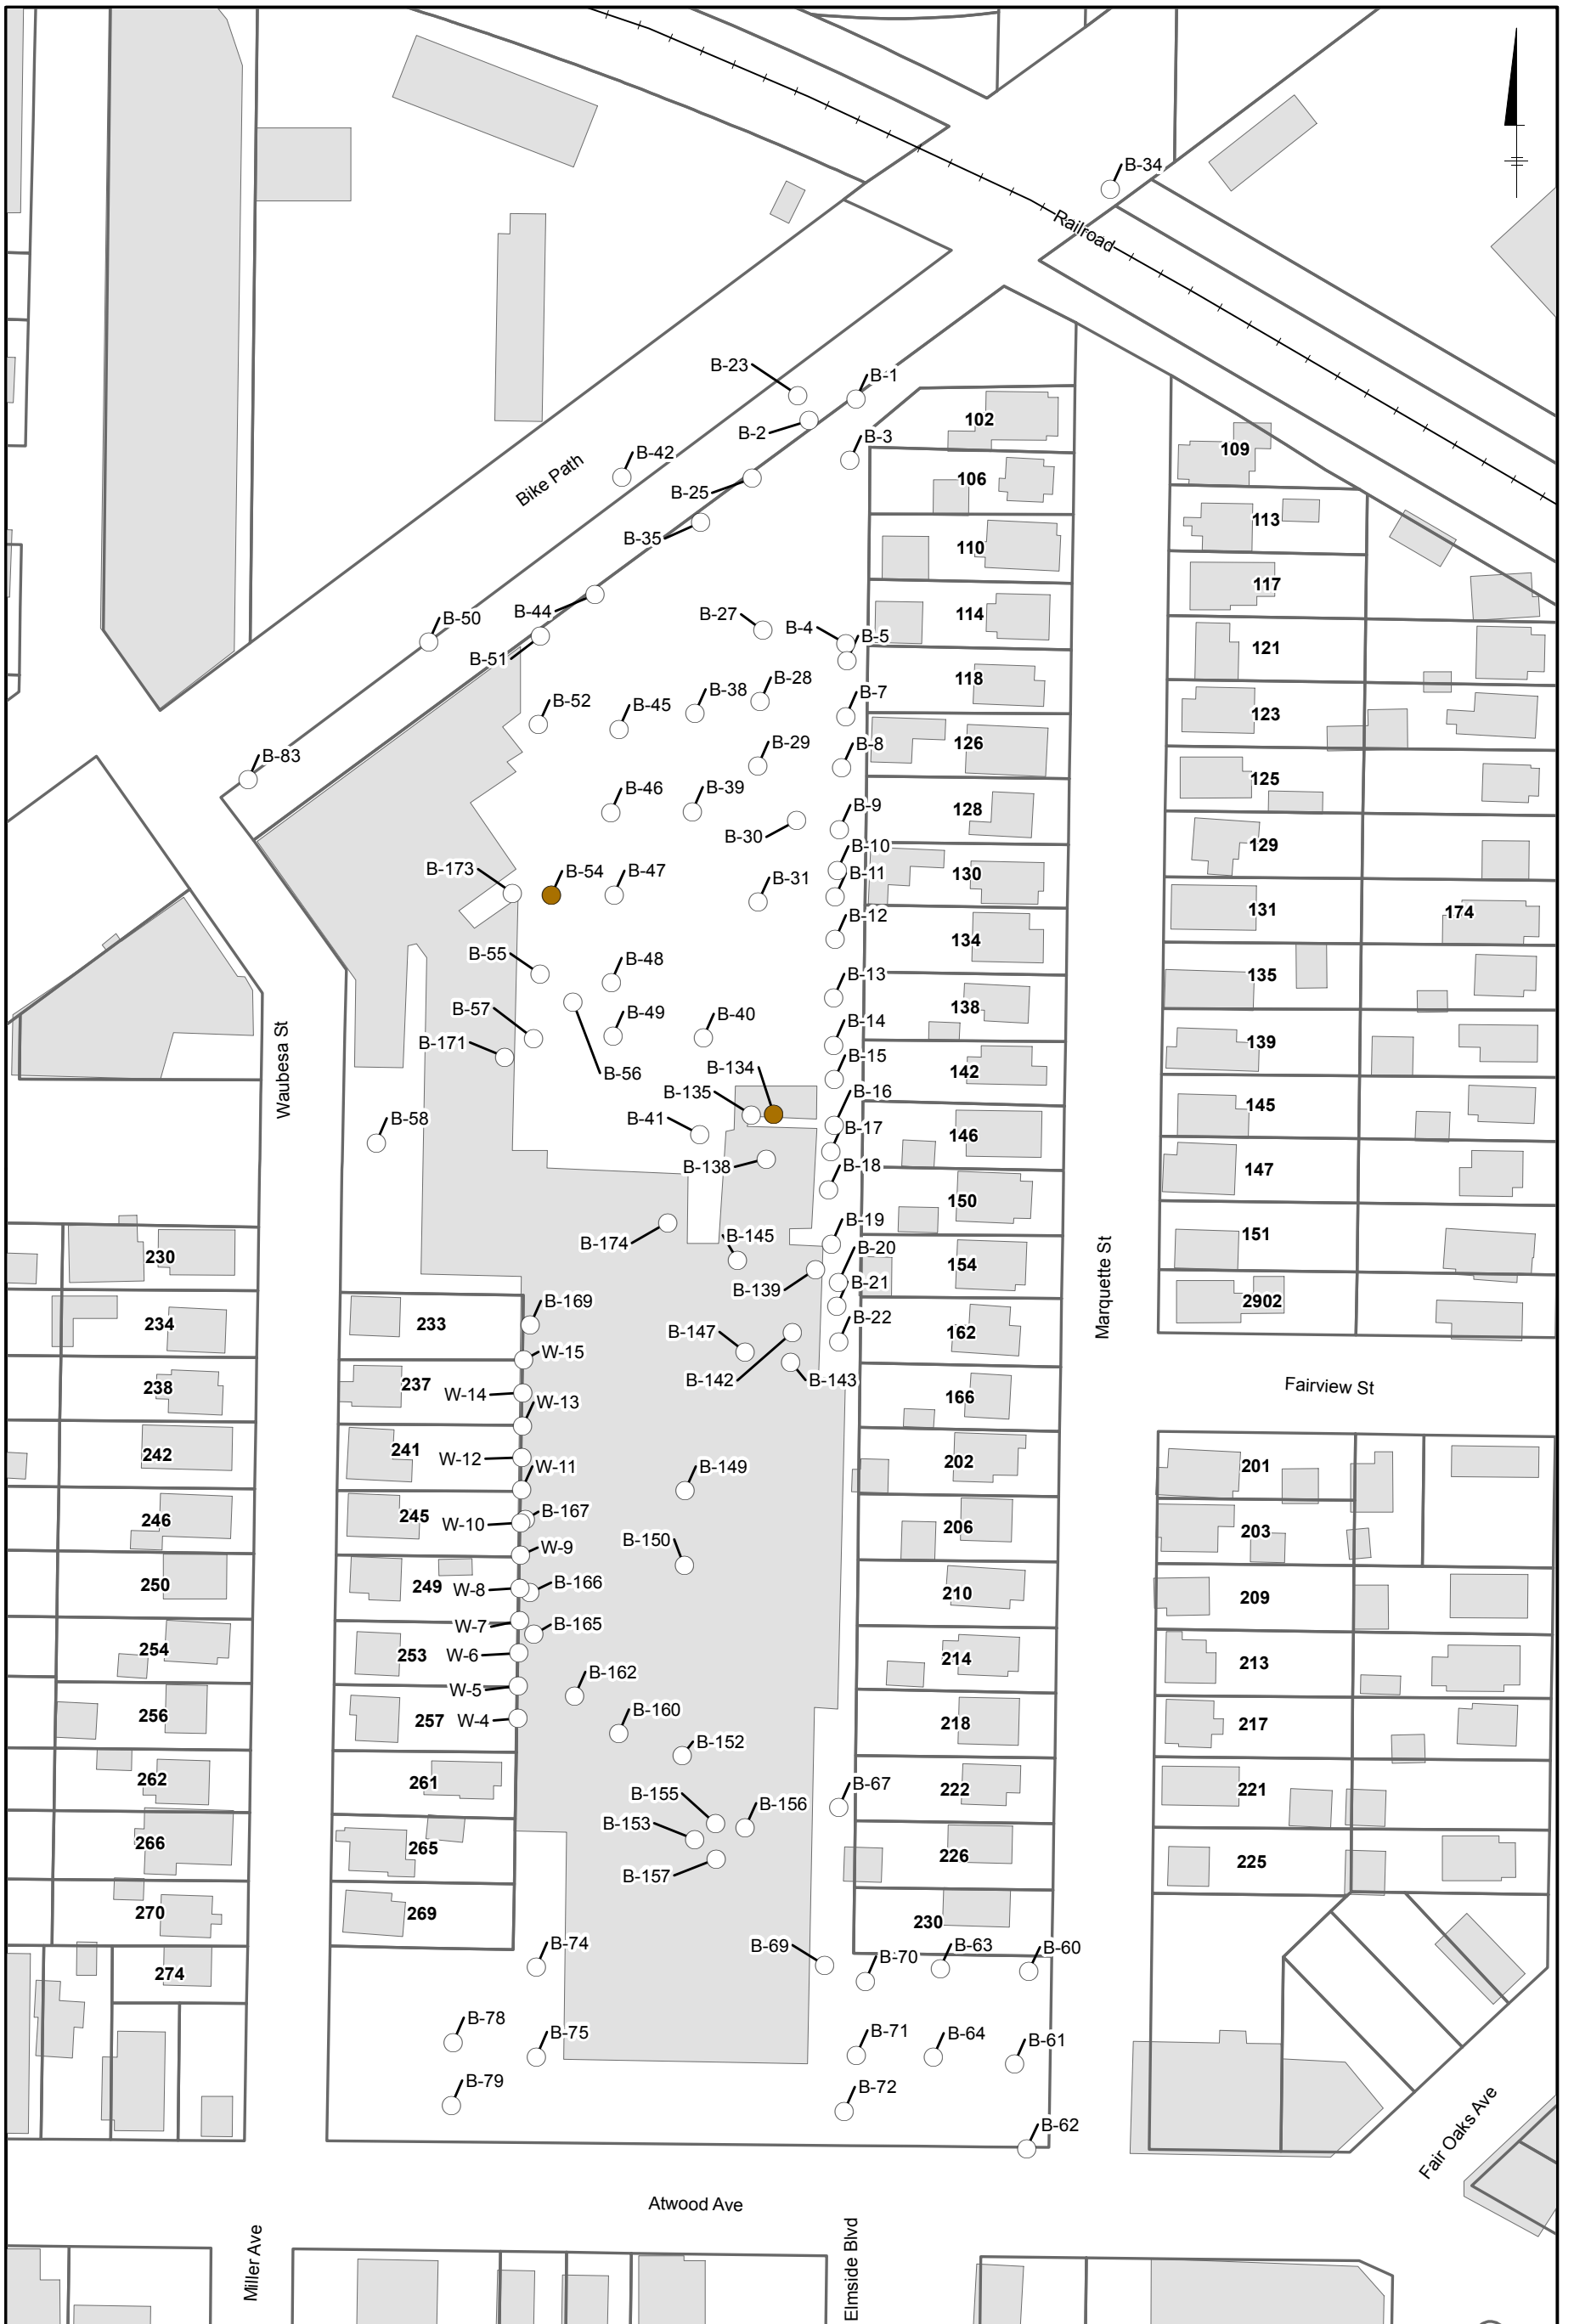 B-34
Railroad
B-23
B-1
B-2
102
B-3
109
B-42
Bike Path
106
B-25
113
B-35
110
117
B-44
B-27
B-4
114
B-50
B-5
121
B-51
118
B-28
B-38
B-7
B-52
B-45
123
B-29
B-8
126
B-83
125
B-46
B-39
B-9
128
B-30
129
B-10
B-173
B-54
B-47
B-31
B-11
130
131
174
B-12
134
B-55
B-48
B-13
135
B-57
B-49
B-40
138
B-14
B-171
139
B-15
Waubesa St
B-56
B-134
142
B-135
B-16
B-58
B-41
B-17
145
146
B-138
B-18
147
150
B-19
B-174
B-145
151
230
B-20
154
B-139
B-21
Marquette St
B-169
2902
234
233
B-22
B-147
162
W-15
B-142
B-143
238
237
W-14
Fairview St
166
W-13
242
241
W-12
W-11
B-149
202
201
246
245
W-10
B-167
206
203
W-9
B-150
250
249
W-8
B-166
210
209
W-7
B-165
254
253
W-6
214
213
B-162
W-5
256
257
W-4
B-160
218
217
B-152
262
261
B-67
222
221
B-155
B-156
B-153
266
265
226
225
B-157
270
269
230
B-74
B-69
B-70
B-63
B-60
274
B-78
B-75
B-71
B-64
B-61
B-79
B-72
B-62
Fair Oaks Ave
Atwood Ave
Miller Ave
Elmside Blvd